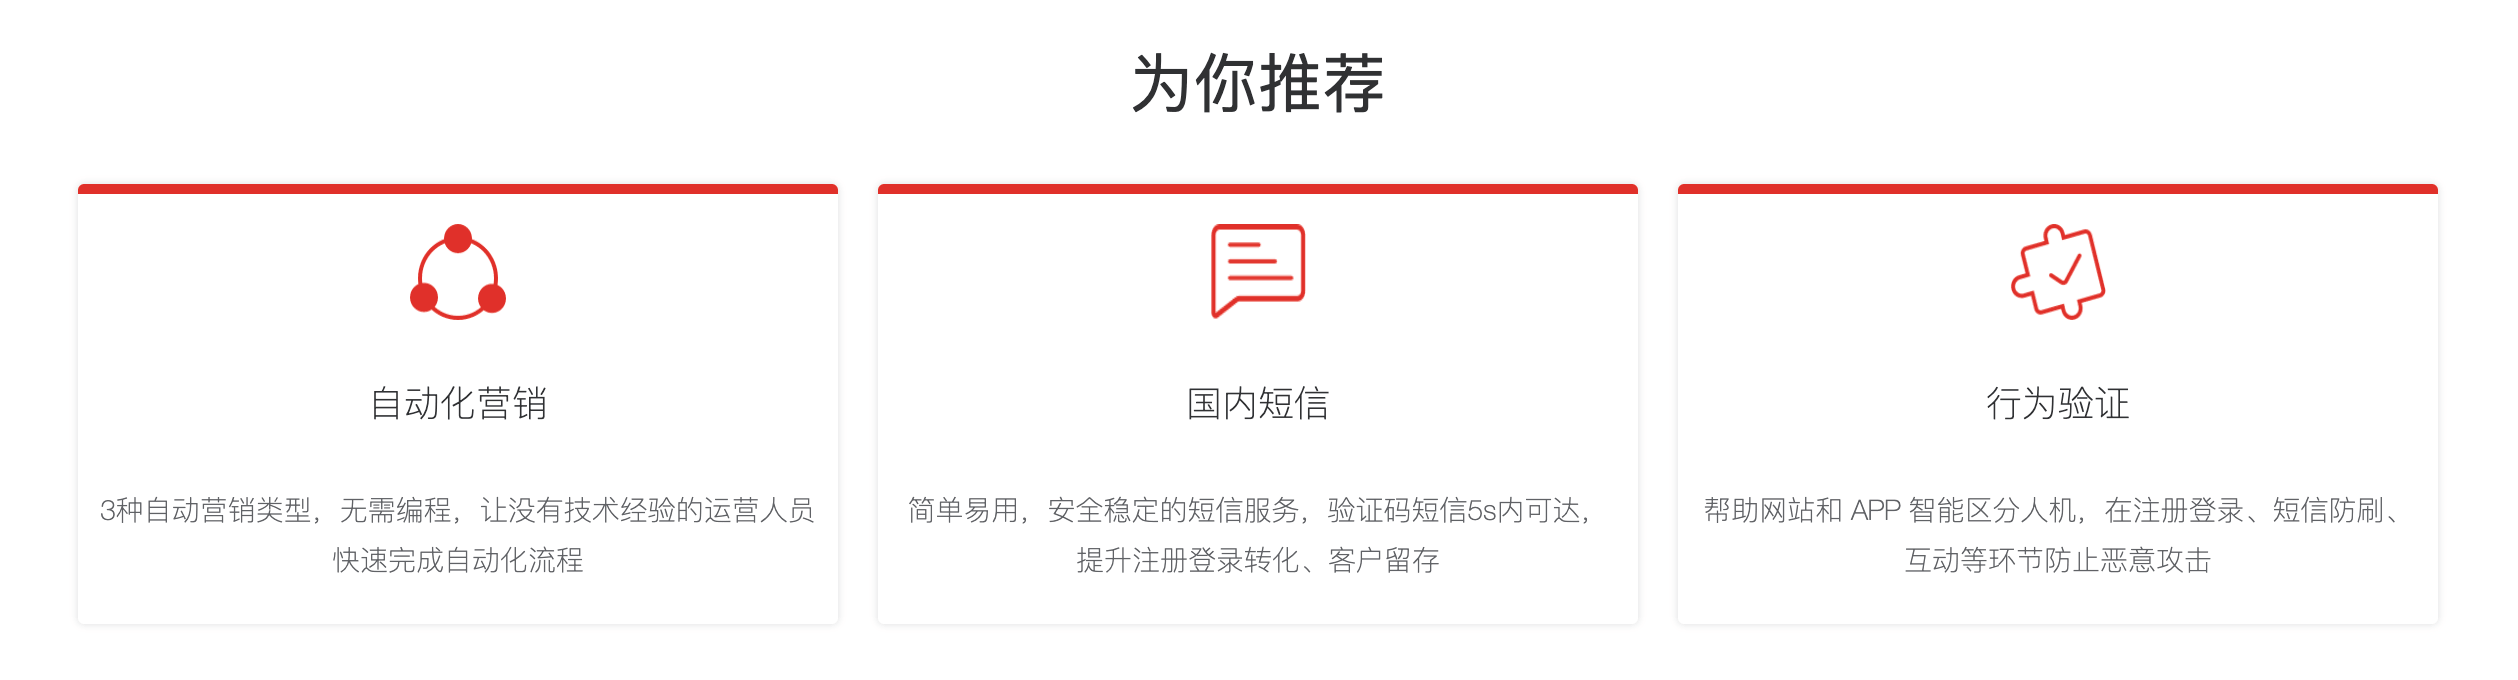 为你推荐
自动化营销
3种自动营销类型，无需编程，让没有技术经验的运营人员
快速完成自动化流程
国内短信
简单易用，安全稳定的短信服务，验证码短信5s内可达，
提升注册登录转化、客户留存
行为验证
帮助网站和APP智能区分人机，在注册登录、短信防刷、
互动等环节防止恶意攻击